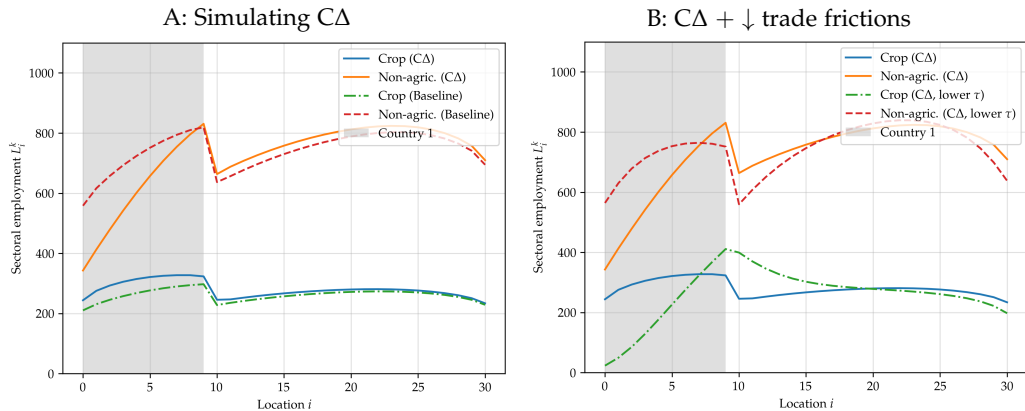 A: Simulating CΔ
Crop (CΔ)
Non-agric. (CΔ)
Crop (Baseline)
Non-agric. (Baseline)
Country 1
1000
800
600
400
200
0
Sectoral employment L_i^k
0 5 10 15 20 25 30
Location i
B: CΔ + ↓ trade frictions
Crop (CΔ)
Non-agric. (CΔ)
Crop (CΔ, lower τ)
Non-agric. (CΔ, lower τ)
Country 1
1000
800
600
400
200
0
Sectoral employment L_i^k
0 5 10 15 20 25 30
Location i